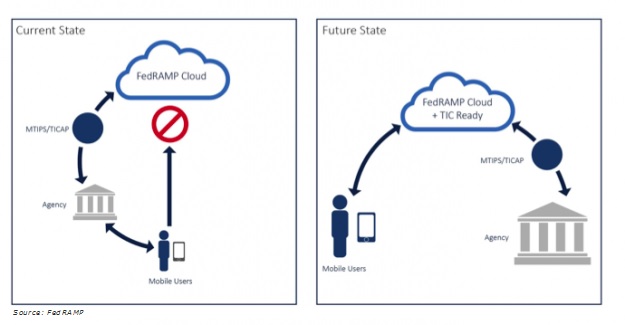 Current State
FedRAMP Cloud
MTIPS/TICAP
Agency
Mobile Users
Future State
FedRAMP Cloud
+ TIC Ready
MTIPS/TICAP
Agency
Mobile Users
Source: FedRAMP